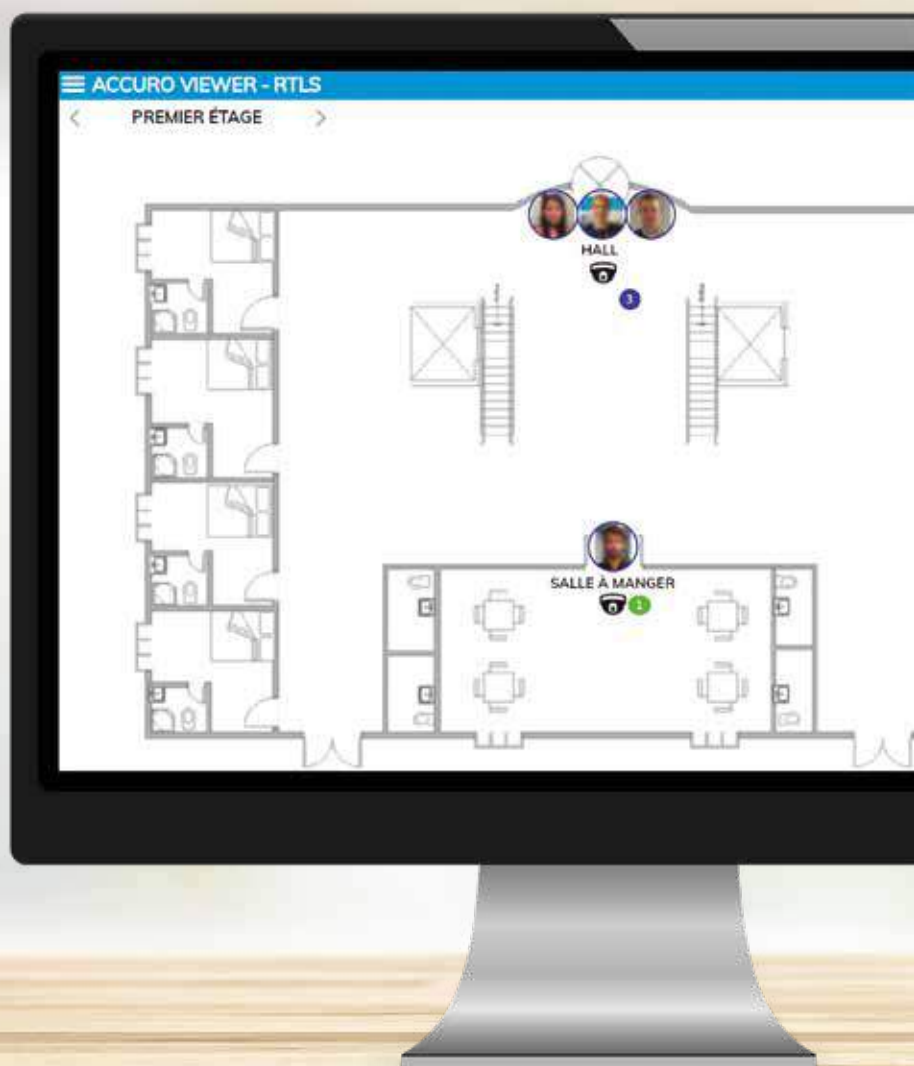 ACCURO VIEWER - RTLS
PREMIER ÉTAGE
HALL
3
SALLE À MANGER
1